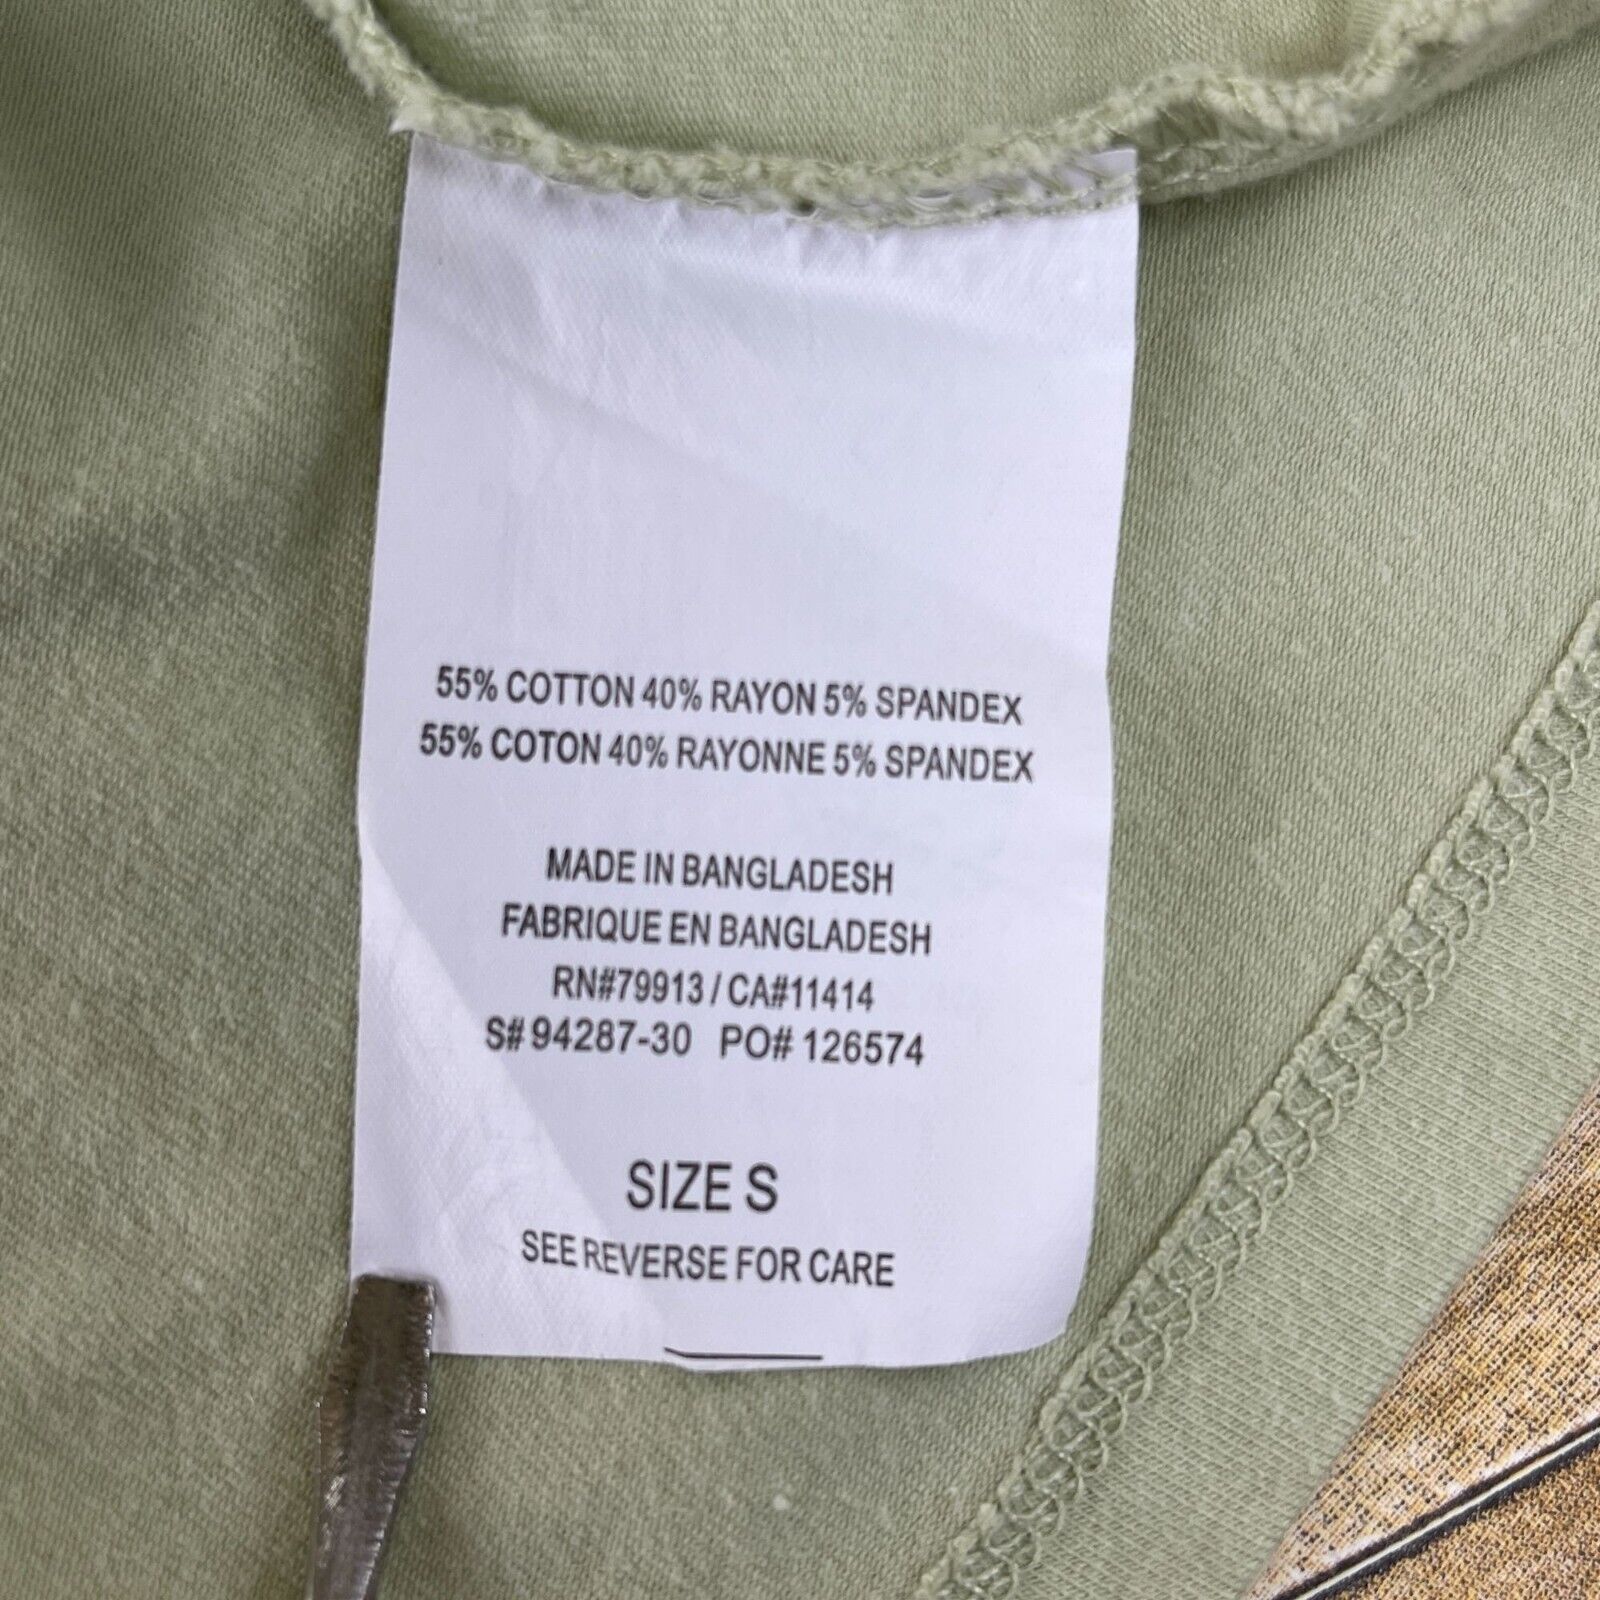 55% COTTON 40% RAYON 5% SPANDEX
55% COTON 40% RAYONNE 5% SPANDEX
MADE IN BANGLADESH
FABRIQUE EN BANGLADESH
RN#79913 / CA#11414
S# 94287-30 PO# 126574
SIZE S
SEE REVERSE FOR CARE